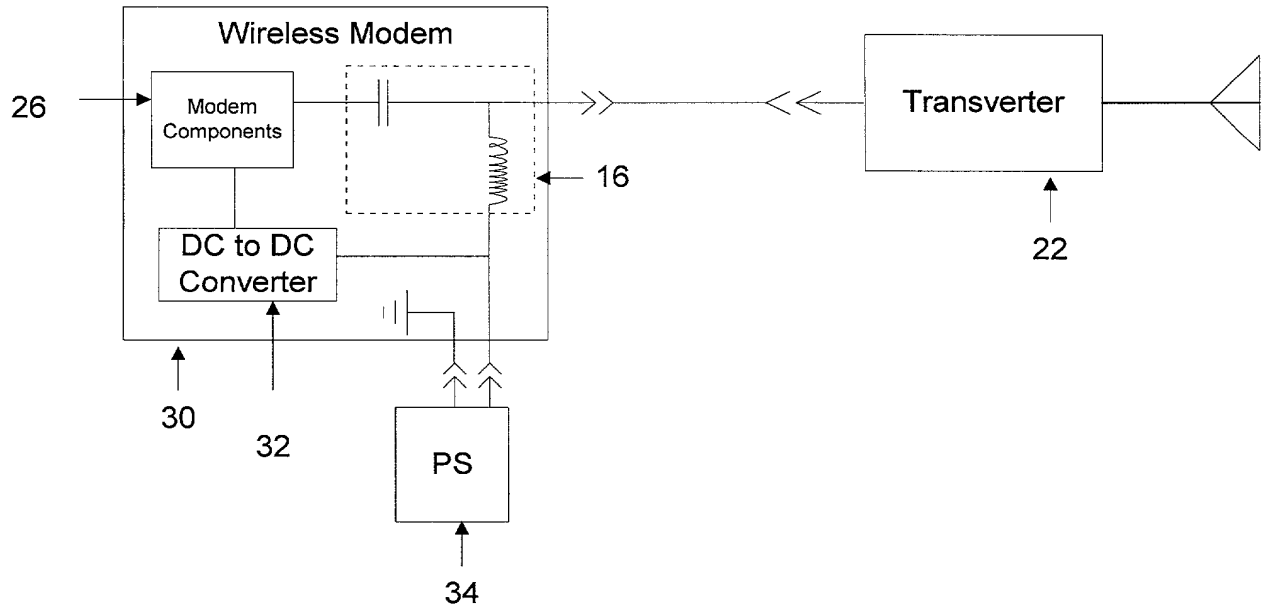 Wireless Modem
26
Modem
Components
Transverter
16
DC to DC
Converter
22
30
32
PS
34